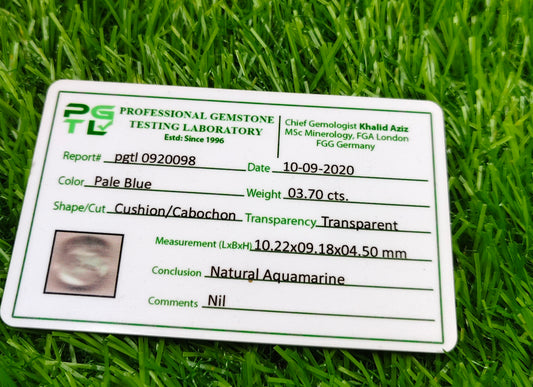 PGTL
PROFESSIONAL GEMSTONE
TESTING LABORATORY
Estd: Since 1996
Chief Gemologist Khalid Aziz
MSc Minerology, FGA London
FGG Germany
Report# pgtl 0920098 Date 10-09-2020
Color Pale Blue Weight 03.70 cts.
Shape/Cut Cushion/Cabochon Transparency Transparent
Measurement (LxBxH) 10.22x09.18x04.50 mm
Conclusion Natural Aquamarine
Comments Nil